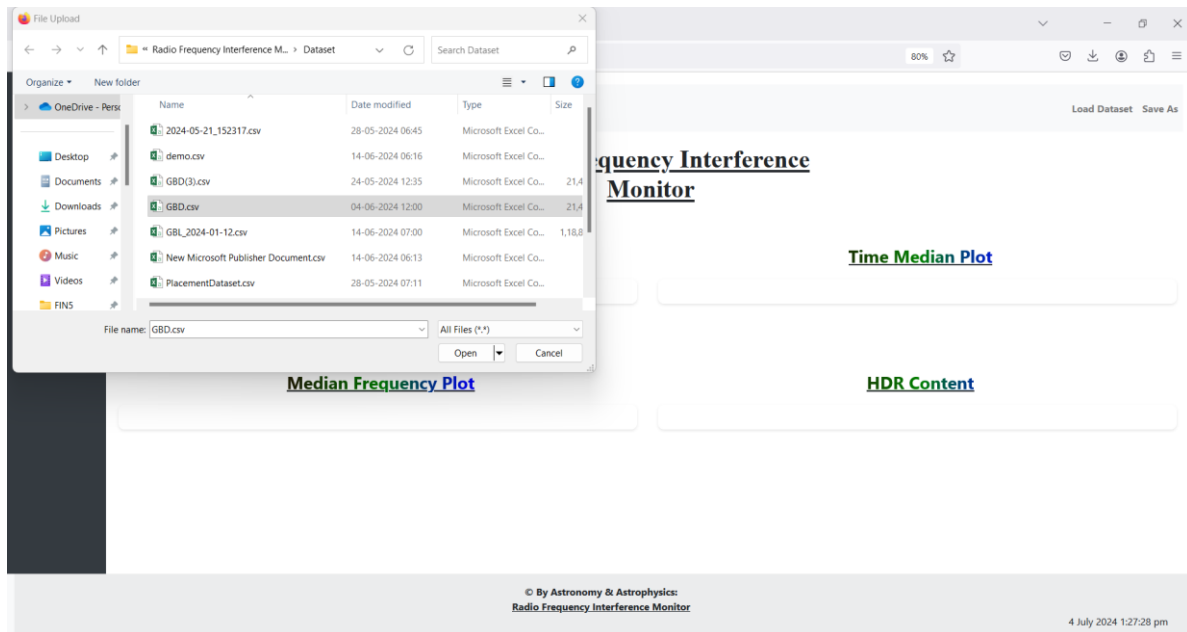 File Upload
« Radio Frequency Interference M... > Dataset
Search Dataset
80%
Organize
New folder
Load Dataset Save As
OneDrive - Perso
Name Date modified Type Size
2024-05-21_152317.csv 28-05-2024 06:45 Microsoft Excel Co...
Desktop
demo.csv 14-06-2024 06:16 Microsoft Excel Co...
Documents
GBD(3).csv 24-05-2024 12:35 Microsoft Excel Co... 21,4
Downloads
GBD.csv 04-06-2024 12:00 Microsoft Excel Co... 21,4
Pictures
GBL_2024-01-12.csv 14-06-2024 07:00 Microsoft Excel Co... 1,18,8
Music
New Microsoft Publisher Document.csv 14-06-2024 06:13 Microsoft Excel Co...
Videos
PlacementDataset.csv 28-05-2024 07:11 Microsoft Excel Co...
FINS
File name: GBD.csv All Files (*.*)
Open Cancel
equency Interference
Monitor
Time Median Plot
Median Frequency Plot
HDR Content
© By Astronomy & Astrophysics:
Radio Frequency Interference Monitor
4 July 2024 1:27:28 pm